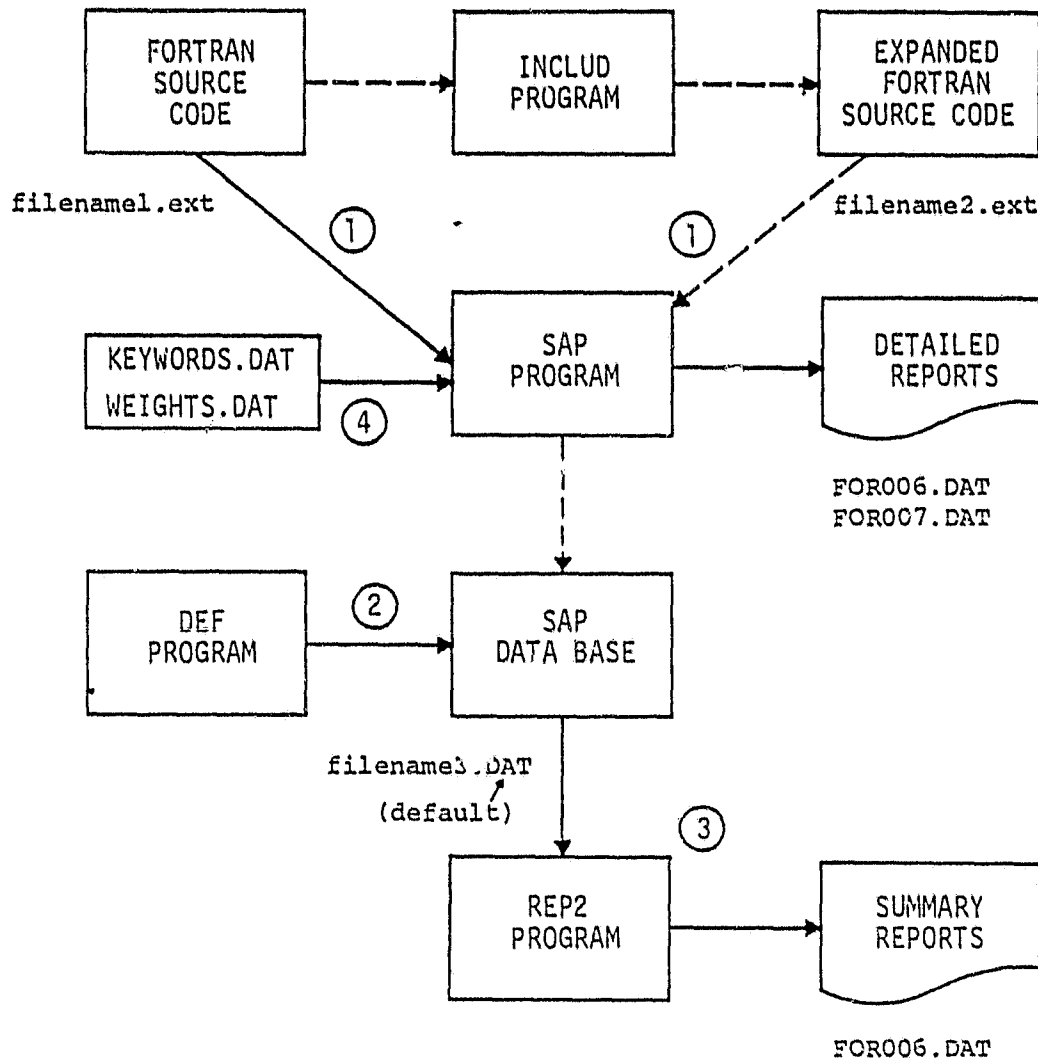 FORTRAN
SOURCE
CODE
INCLUD
PROGRAM
EXPANDED
FORTRAN
SOURCE CODE
filename1.ext
filename2.ext
1
1
KEYWORDS.DAT
WEIGHTS.DAT
4
SAP
PROGRAM
DETAILED
REPORTS
FOR006.DAT
FOR007.DAT
DEF
PROGRAM
2
SAP
DATA BASE
filename3.DAT
(default)
3
REP2
PROGRAM
SUMMARY
REPORTS
FOR006.DAT